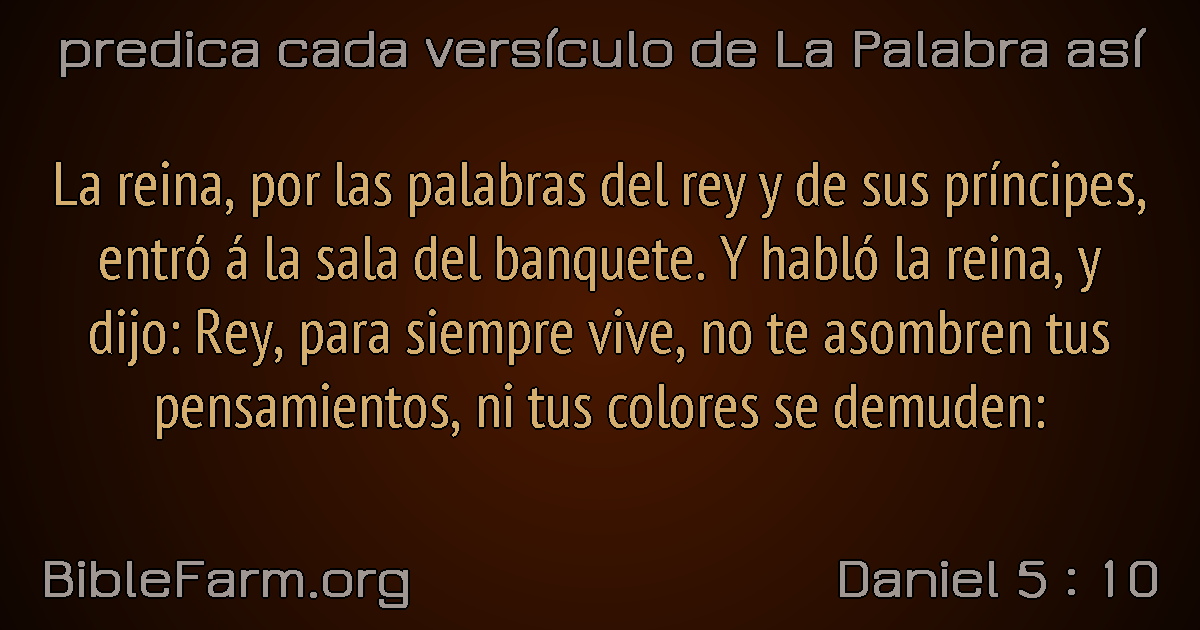 predica cada versículo de La Palabra así
La reina, por las palabras del rey y de sus príncipes,
entró á la sala del banquete. Y habló la reina, y
dijo: Rey, para siempre vive, no te asombren tus
pensamientos, ni tus colores se demuden:
BibleFarm.org
Daniel 5 : 10